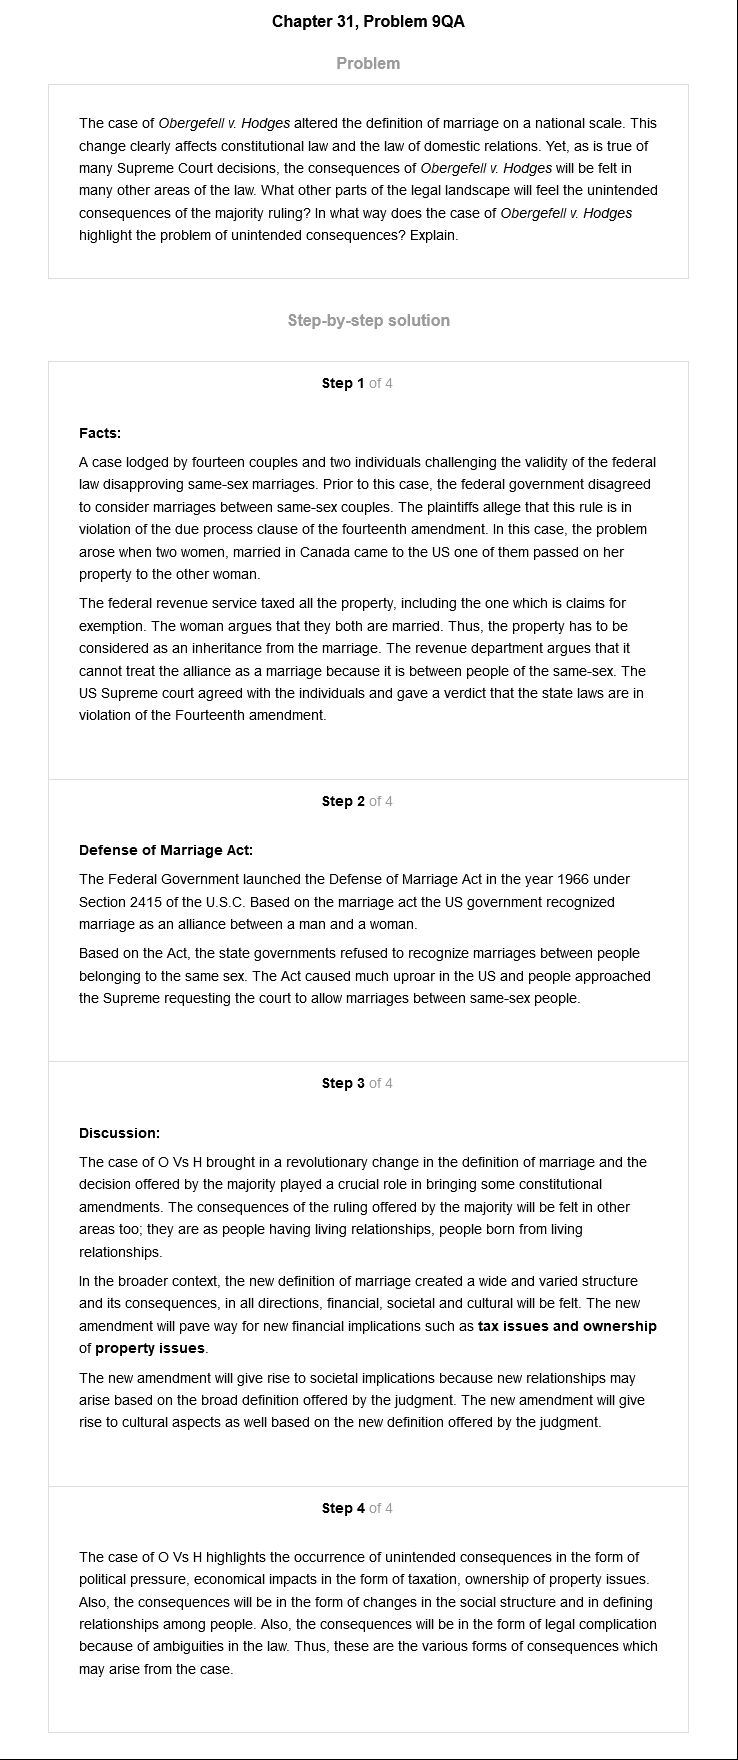 Chapter 31, Problem 9QA
Problem
The case of Obergefell v. Hodges altered the definition of marriage on a national scale. This
change clearly affects constitutional law and the law of domestic relations. Yet, as is true of
many Supreme Court decisions, the consequences of Obergefell v. Hodges will be felt in
many other areas of the law. What other parts of the legal landscape will feel the unintended
consequences of the majority ruling? In what way does the case of Obergefell v. Hodges
highlight the problem of unintended consequences? Explain.
Step-by-step solution
Step 1 of 4
Facts:
A case lodged by fourteen couples and two individuals challenging the validity of the federal
law disapproving same-sex marriages. Prior to this case, the federal government disagreed
to consider marriages between same-sex couples. The plaintiffs allege that this rule is in
violation of the due process clause of the fourteenth amendment. In this case, the problem
arose when two women, married in Canada came to the US one of them passed on her
property to the other woman.
The federal revenue service taxed all the property, including the one which is claims for
exemption. The woman argues that they both are married. Thus, the property has to be
considered as an inheritance from the marriage. The revenue department argues that it
cannot treat the alliance as a marriage because it is between people of the same-sex. The
US Supreme court agreed with the individuals and gave a verdict that the state laws are in
violation of the Fourteenth amendment.
Step 2 of 4
Defense of Marriage Act:
The Federal Government launched the Defense of Marriage Act in the year 1966 under
Section 2415 of the U.S.C. Based on the marriage act the US government recognized
marriage as an alliance between a man and a woman.
Based on the Act, the state governments refused to recognize marriages between people
belonging to the same sex. The Act caused much uproar in the US and people approached
the Supreme requesting the court to allow marriages between same-sex people.
Step 3 of 4
Discussion:
The case of O Vs H brought in a revolutionary change in the definition of marriage and the
decision offered by the majority played a crucial role in bringing some constitutional
amendments. The consequences of the ruling offered by the majority will be felt in other
areas too; they are as people having living relationships, people born from living
relationships.
In the broader context, the new definition of marriage created a wide and varied structure
and its consequences, in all directions, financial, societal and cultural will be felt. The new
amendment will pave way for new financial implications such as tax issues and ownership
of property issues.
The new amendment will give rise to societal implications because new relationships may
arise based on the broad definition offered by the judgment. The new amendment will give
rise to cultural aspects as well based on the new definition offered by the judgment.
Step 4 of 4
The case of O Vs H highlights the occurrence of unintended consequences in the form of
political pressure, economical impacts in the form of taxation, ownership of property issues.
Also, the consequences will be in the form of changes in the social structure and in defining
relationships among people. Also, the consequences will be in the form of legal complication
because of ambiguities in the law. Thus, these are the various forms of consequences which
may arise from the case.